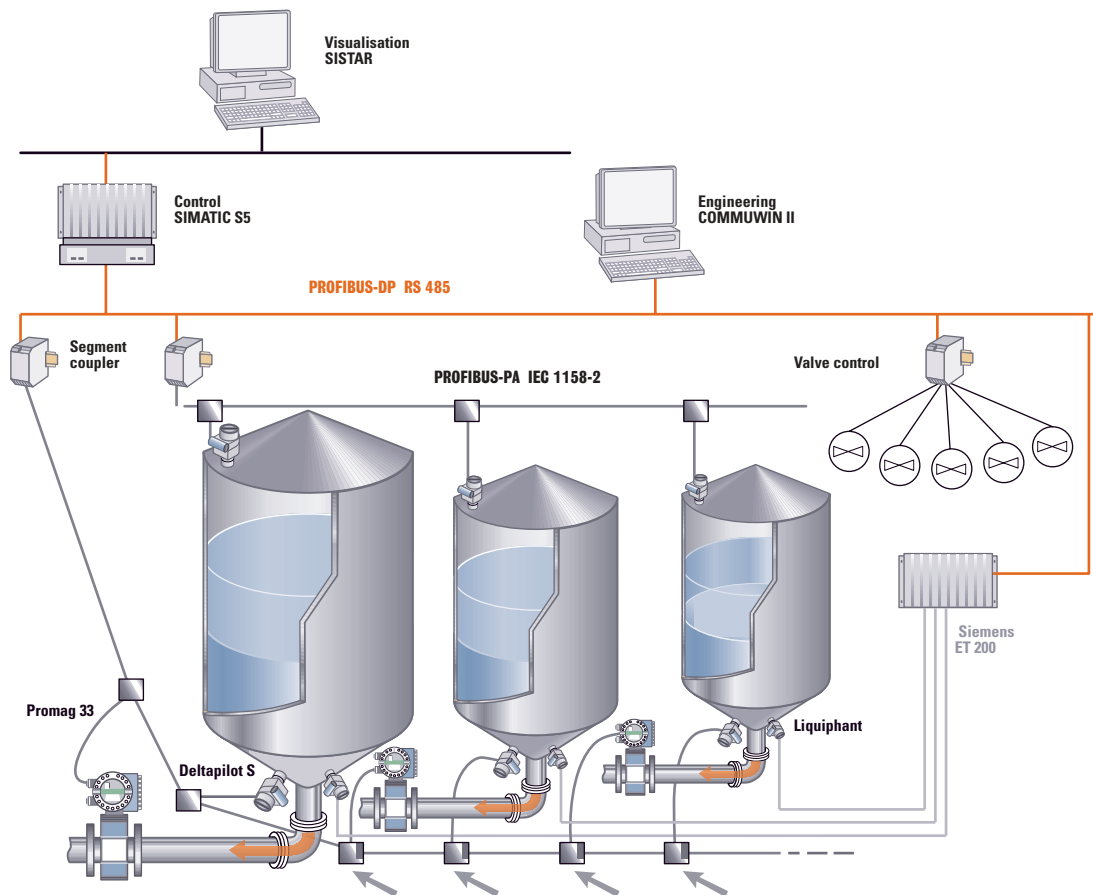 Visualisation
SISTAR
Control
SIMATIC S5
Engineering
COMMUWIN II
PROFIBUS-DP RS 485
Segment
coupler
Valve control
PROFIBUS-PA IEC 1158-2
Siemens
ET 200
Promag 33
Liquiphant
Deltapilot S